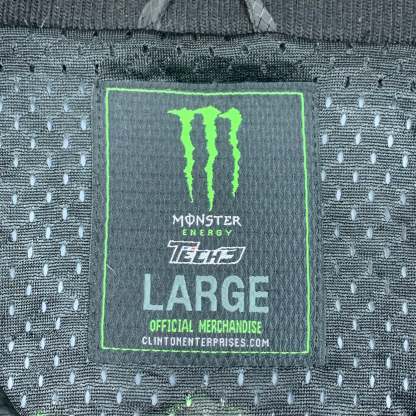 MONSTER
ENERGY
TECH3
LARGE
OFFICIAL MERCHANDISE
CLINTONENTERPRISES.COM